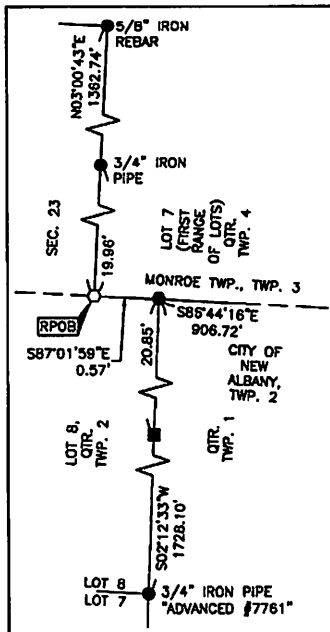 5/8" IRON
REBAR
N03°00'43"E
1362.74'
3/4" IRON
PIPE
SEC. 23
19.96'
LOT 7
(FIRST
RANGE
OF LOTS)
QTR.
TWP. 4
MONROE TWP., TWP. 3
RPOB
S87°01'59"E
0.57'
S85°44'16"E
906.72'
20.85'
CITY OF
NEW
ALBANY,
TWP. 2
LOT 8,
QTR.
TWP. 2
QTR.
TWP. 1
S02°12'33"W
1728.10'
LOT 8
LOT 7
3/4" IRON PIPE
"ADVANCED #7761"